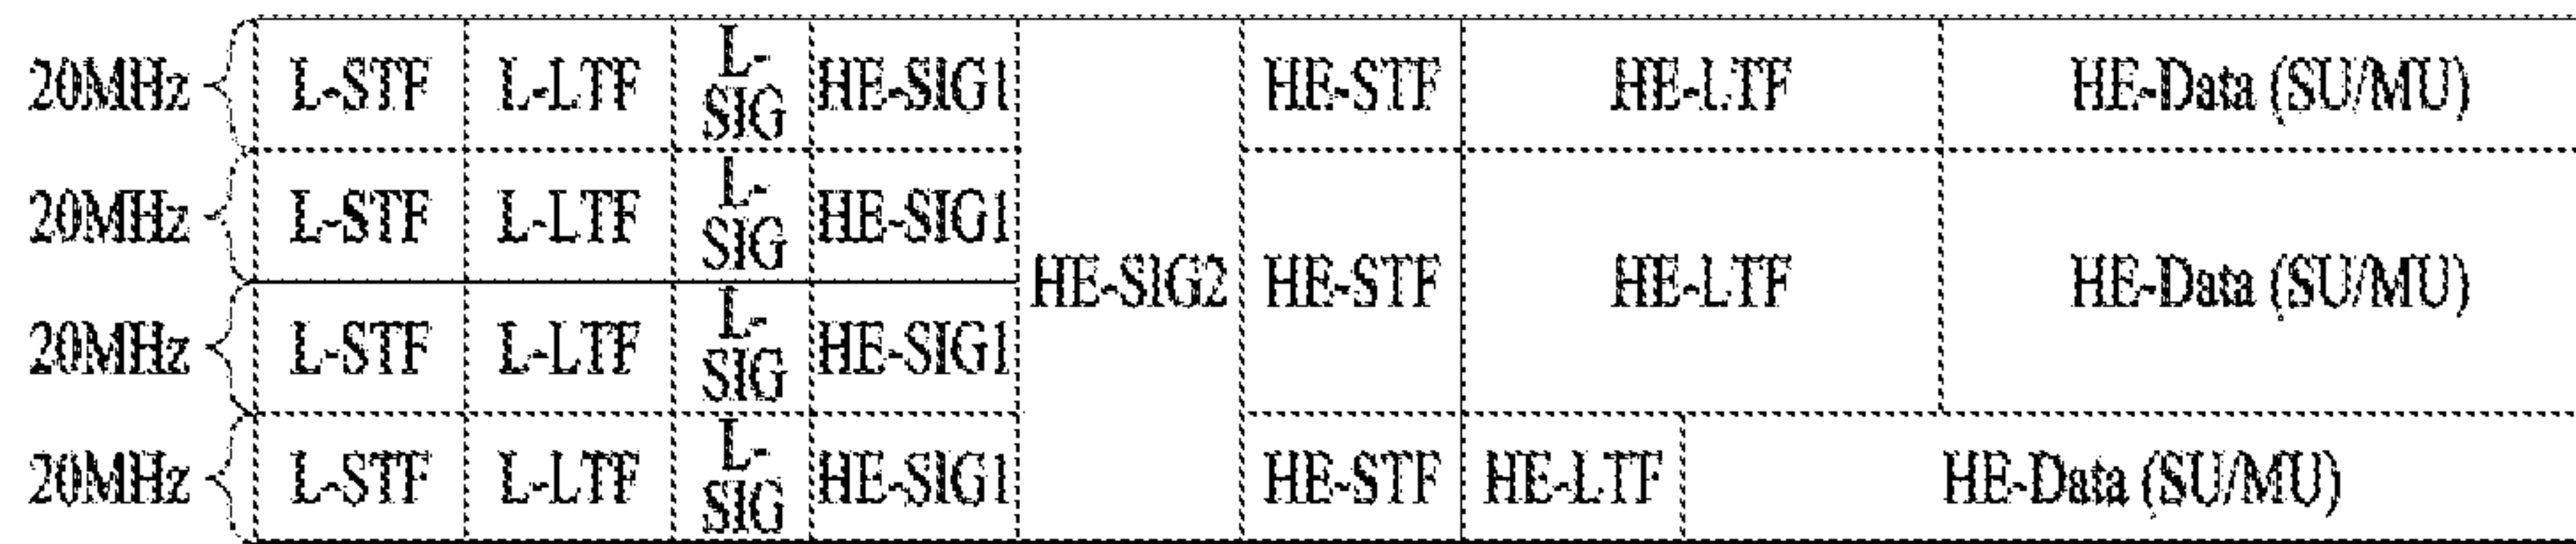 20MHz L-STF L-LTF L-SIG HE-SIG1 HE-STF HE-LTF HE-Data (SU/MU)
20MHz L-STF L-LTF L-SIG HE-SIG1
HE-SIG2 HE-STF HE-LTF HE-Data (SU/MU)
20MHz L-STF L-LTF L-SIG HE-SIG1
20MHz L-STF L-LTF L-SIG HE-SIG1 HE-STF HE-LTF HE-Data (SU/MU)